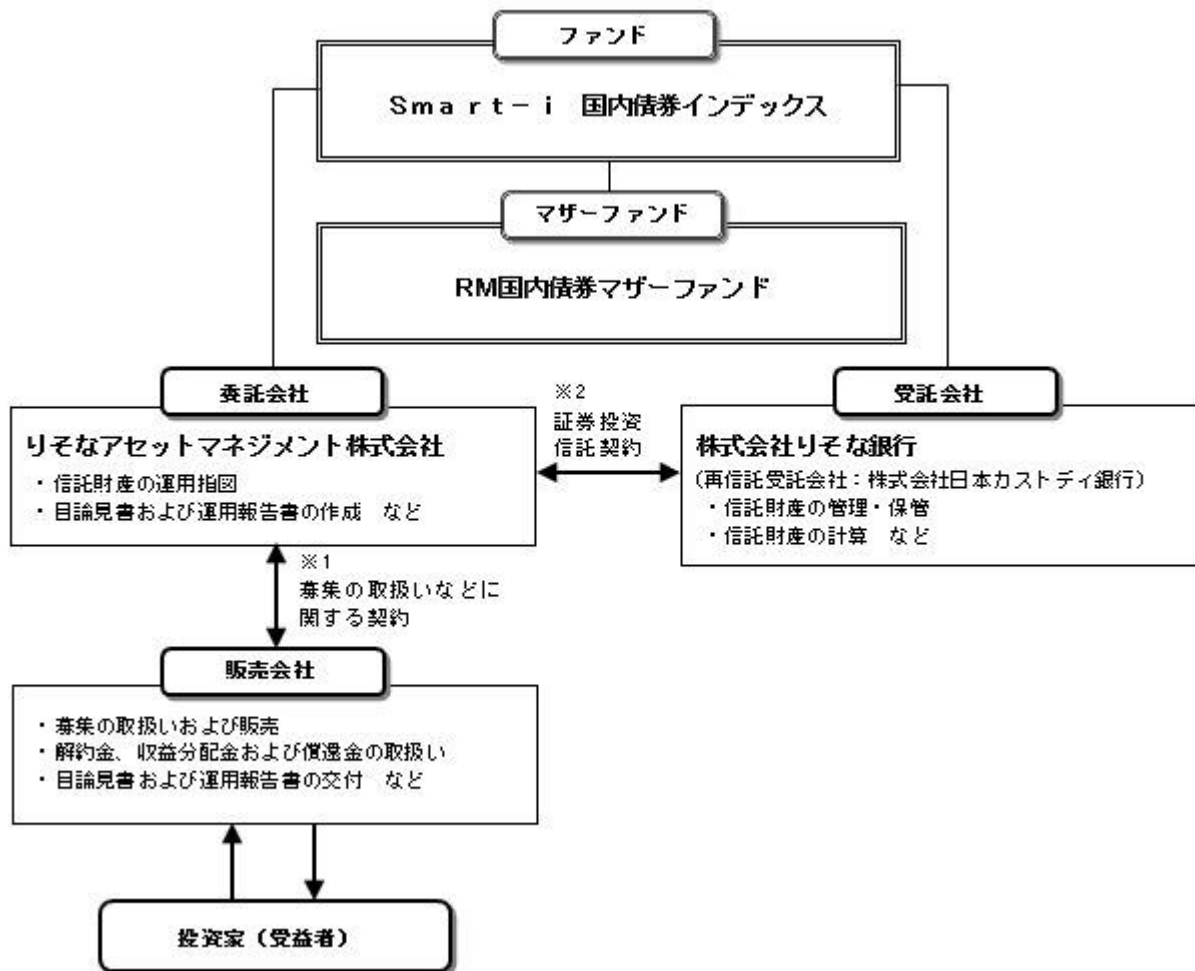 ファンド
Ｓｍａｒｔ－ｉ　国内債券インデックス
マザーファンド
RM国内債券マザーファンド
委託会社
りそなアセットマネジメント株式会社
・信託財産の運用指図
・目論見書および運用報告書の作成　など
※2
証券投資
信託契約
受託会社
株式会社りそな銀行
(再信託受託会社：株式会社日本カストディ銀行)
・信託財産の管理・保管
・信託財産の計算　など
※1
募集の取扱いなどに
関する契約
販売会社
・募集の取扱いおよび販売
・解約金、収益分配金および償還金の取扱い
・目論見書および運用報告書の交付　など
投資家（受益者）